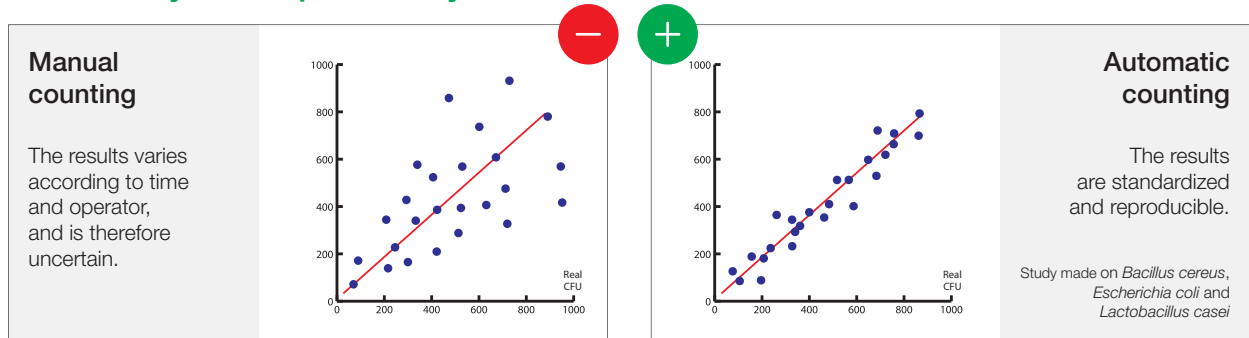 Manual
counting
The results varies
according to time
and operator,
and is therefore
uncertain.
1000
800
600
400
200
0
0 200 400 600 800 1000
Real
CFU
1000
800
600
400
200
0
0 200 400 600 800 1000
Real
CFU
Automatic
counting
The results
are standardized
and reproducible.
Study made on Bacillus cereus,
Escherichia coli and
Lactobacillus casei